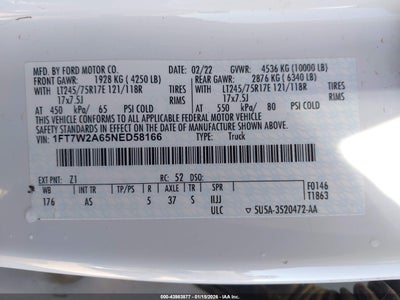 MFD. BY FORD MOTOR CO.
02/22 GVWR: 4536 KG (10000 LB)
FRONT GAWR: 1928 KG ( 4250 LB) REAR GAWR: 2876 KG ( 6340 LB)
WITH LT245/75R17E 121/118R TIRES WITH LT245/75R17E 121/118R TIRES
17x7.5J RIMS 17x7.5J RIMS
AT 450 kPa/ 65 PSI COLD AT 550 kPa/ 80 PSI COLD
THIS VEHICLE CONFORMS TO ALL APPLICABLE FEDERAL MOTOR
VEHICLE SAFETY STANDARDS IN EFFECT ON THE DATE OF MANUFACTURE
SHOWN ABOVE.
VIN: 1FT7W2A65NED58166 TYPE: Truck
EXT PNT: Z1 RC: 52 DSO: F0146
WB INT TR TP/PS R AXLE TR SPR T1863
176 AS 5 37 S IIJJ
ULC 5U5A-3520472-AA
000-43863877 - 01/15/2026 - IAAI.COM